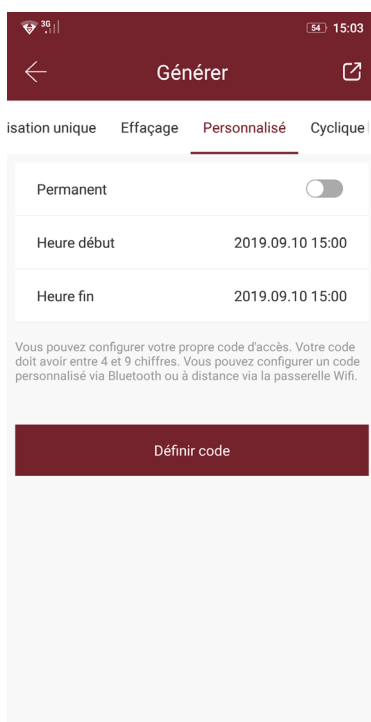 3G 54 15:03
Générer
isation unique Effaçage Personnalisé Cyclique
Permanent
Heure début 2019.09.10 15:00
Heure fin 2019.09.10 15:00
Vous pouvez configurer votre propre code d'accès. Votre code
doit avoir entre 4 et 9 chiffres. Vous pouvez configurer un code
personnalisé via Bluetooth ou à distance via la passerelle Wifi.
Définir code